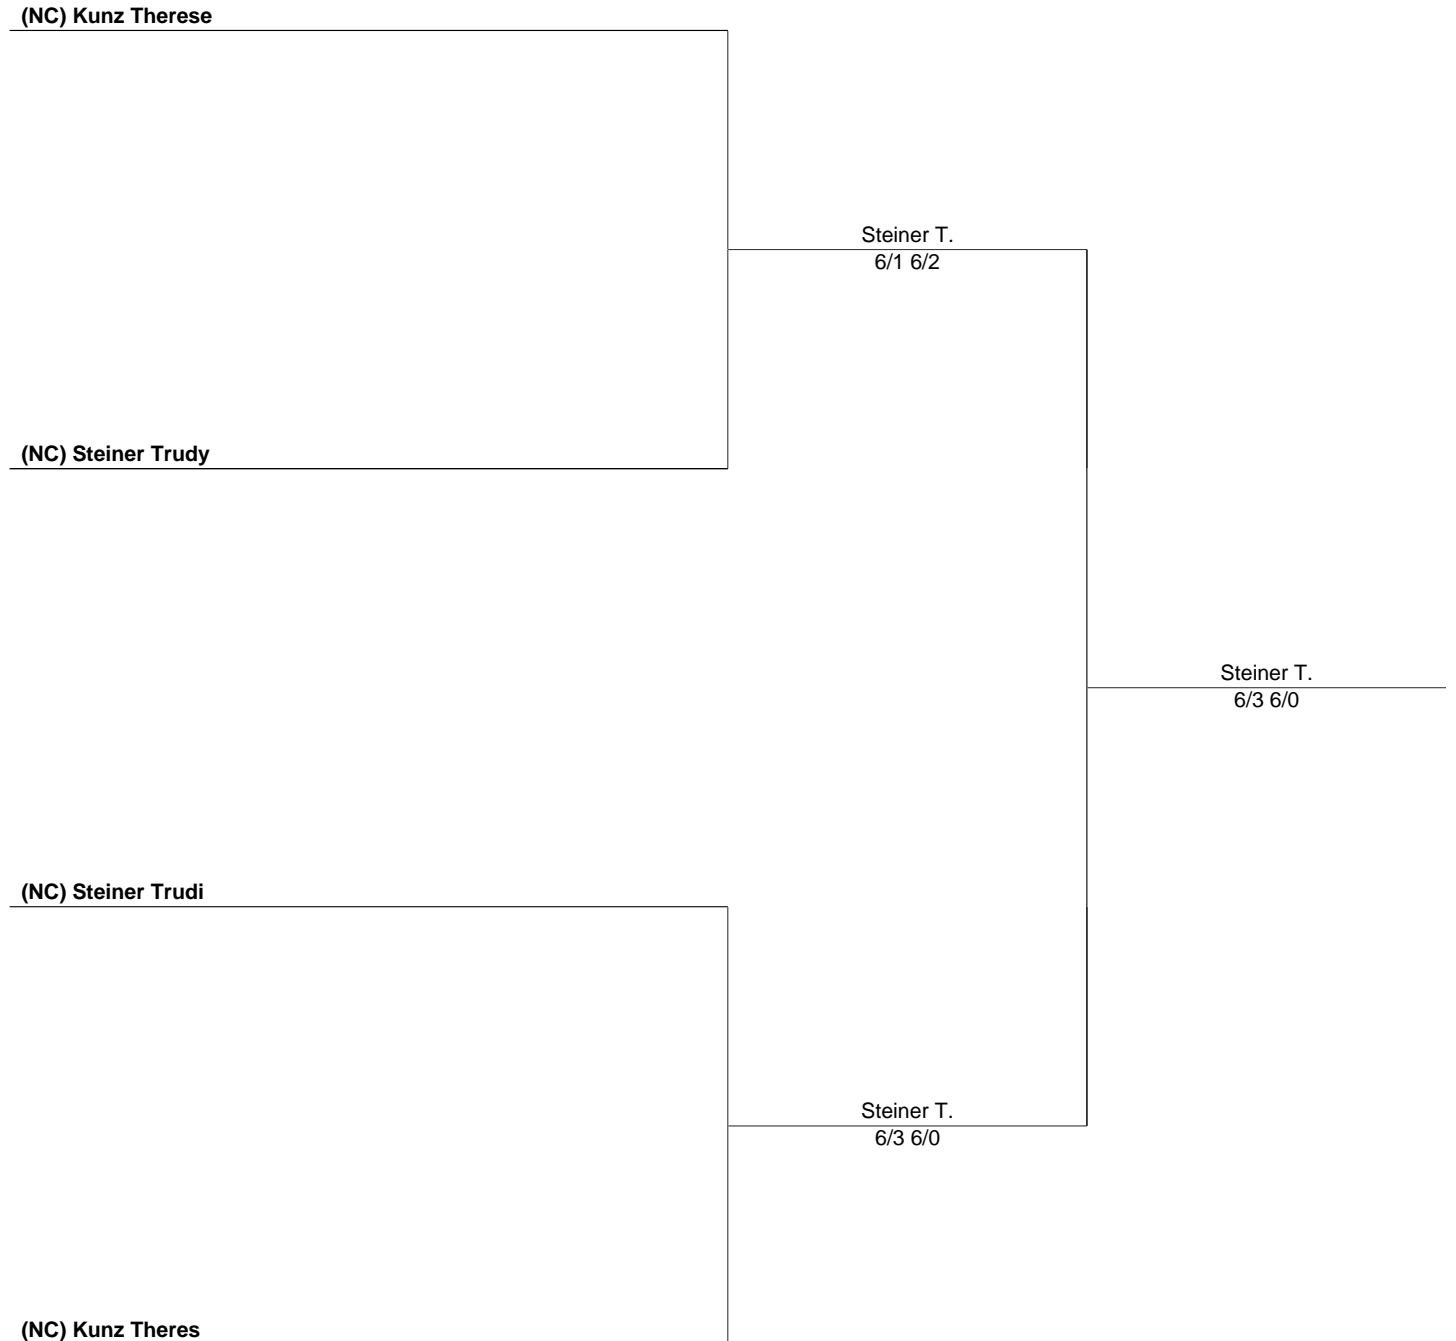 (NC) Kunz Therese
Steiner T.
6/1 6/2
(NC) Steiner Trudy
Steiner T.
6/3 6/0
(NC) Steiner Trudi
Steiner T.
6/3 6/0
(NC) Kunz Theres